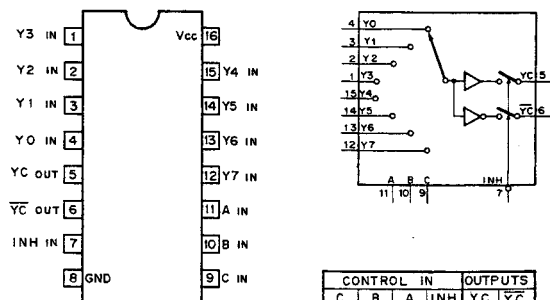 Y3 IN 1
Y2 IN 2
Y1 IN 3
Y0 IN 4
YC OUT 5
Y̅C̅ OUT 6
INH IN 7
8 GND
Vcc 16
15 Y4 IN
14 Y5 IN
13 Y6 IN
12 Y7 IN
11 A IN
10 B IN
9 C IN
4 Y0
3 Y1
2 Y2
1 Y3
15 Y4
14 Y5
13 Y6
12 Y7
YC 5
Y̅C̅ 6
A B C INH
11 10 9 7
CONTROL IN OUTPUTS
C B A INH YC Y̅C̅